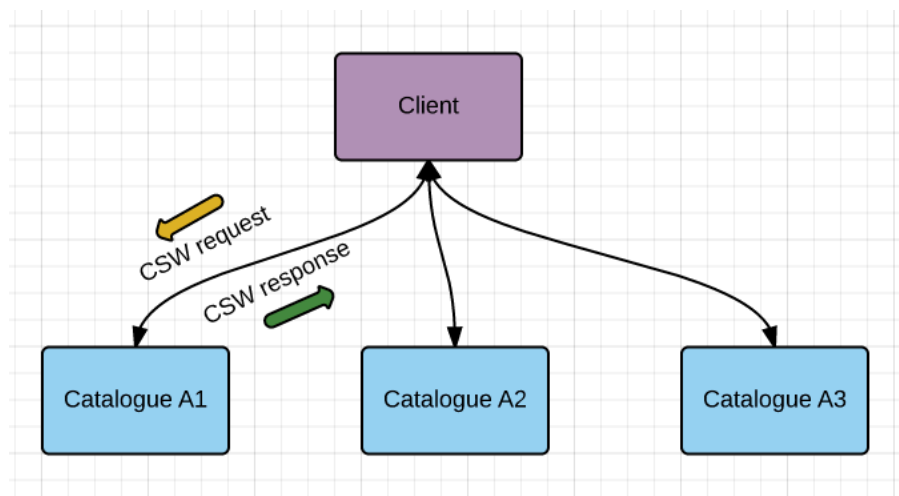 Client
CSW request
CSW response
Catalogue A1
Catalogue A2
Catalogue A3